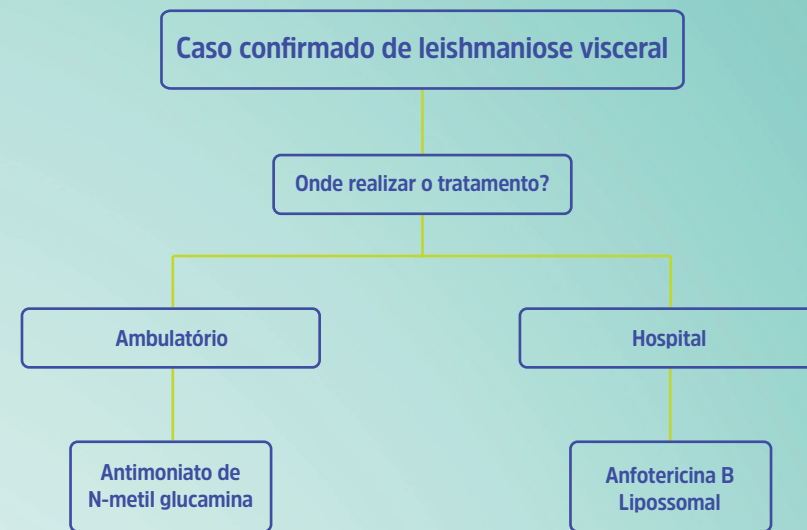 Caso confirmado de leishmaniose visceral
Onde realizar o tratamento?
Ambulatório
Hospital
Antimoniato de
N-metil glucamina
Anfotericina B
Lipossomal